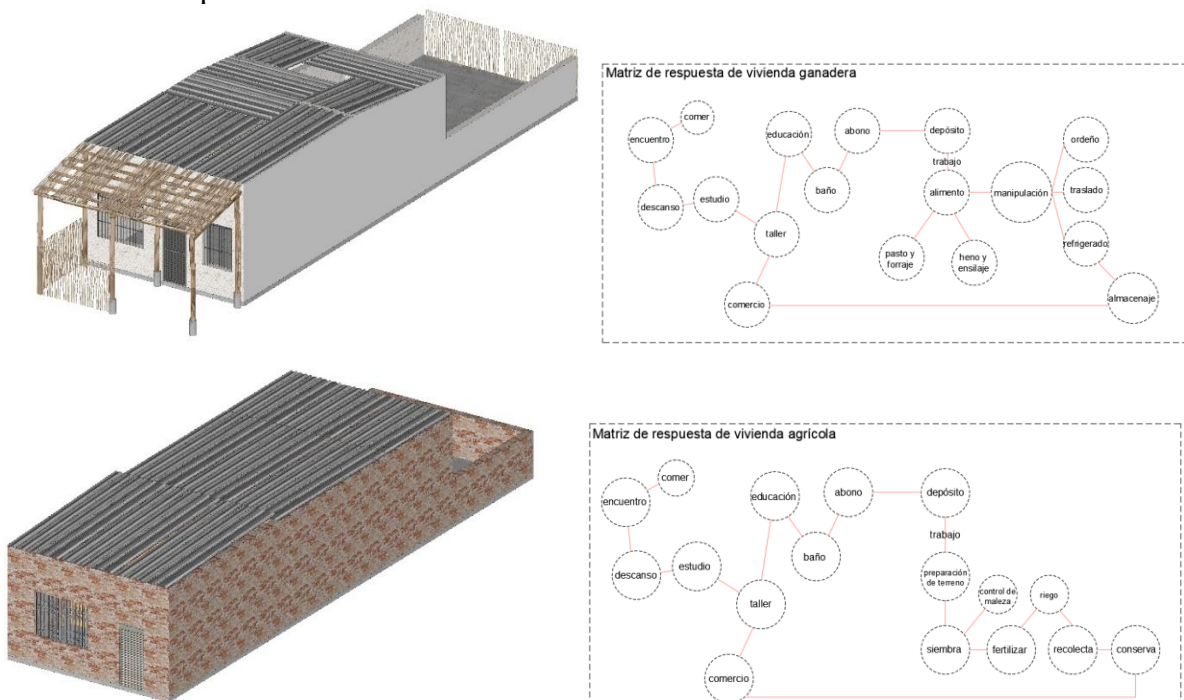 Matriz de respuesta de vivienda ganadera
comer
encuentro
educación
abono
depósito
ordeño
trabajo
descanso
estudio
baño
alimento
manipulación
traslado
taller
pasto y
forraje
heno y
ensilaje
refrigerado
comercio
almacenaje
Matriz de respuesta de vivienda agrícola
comer
encuentro
educación
abono
depósito
trabajo
descanso
estudio
baño
preparación
de terreno
control de
maleza
riego
taller
siembra
fertilizar
recolecta
conserva
comercio